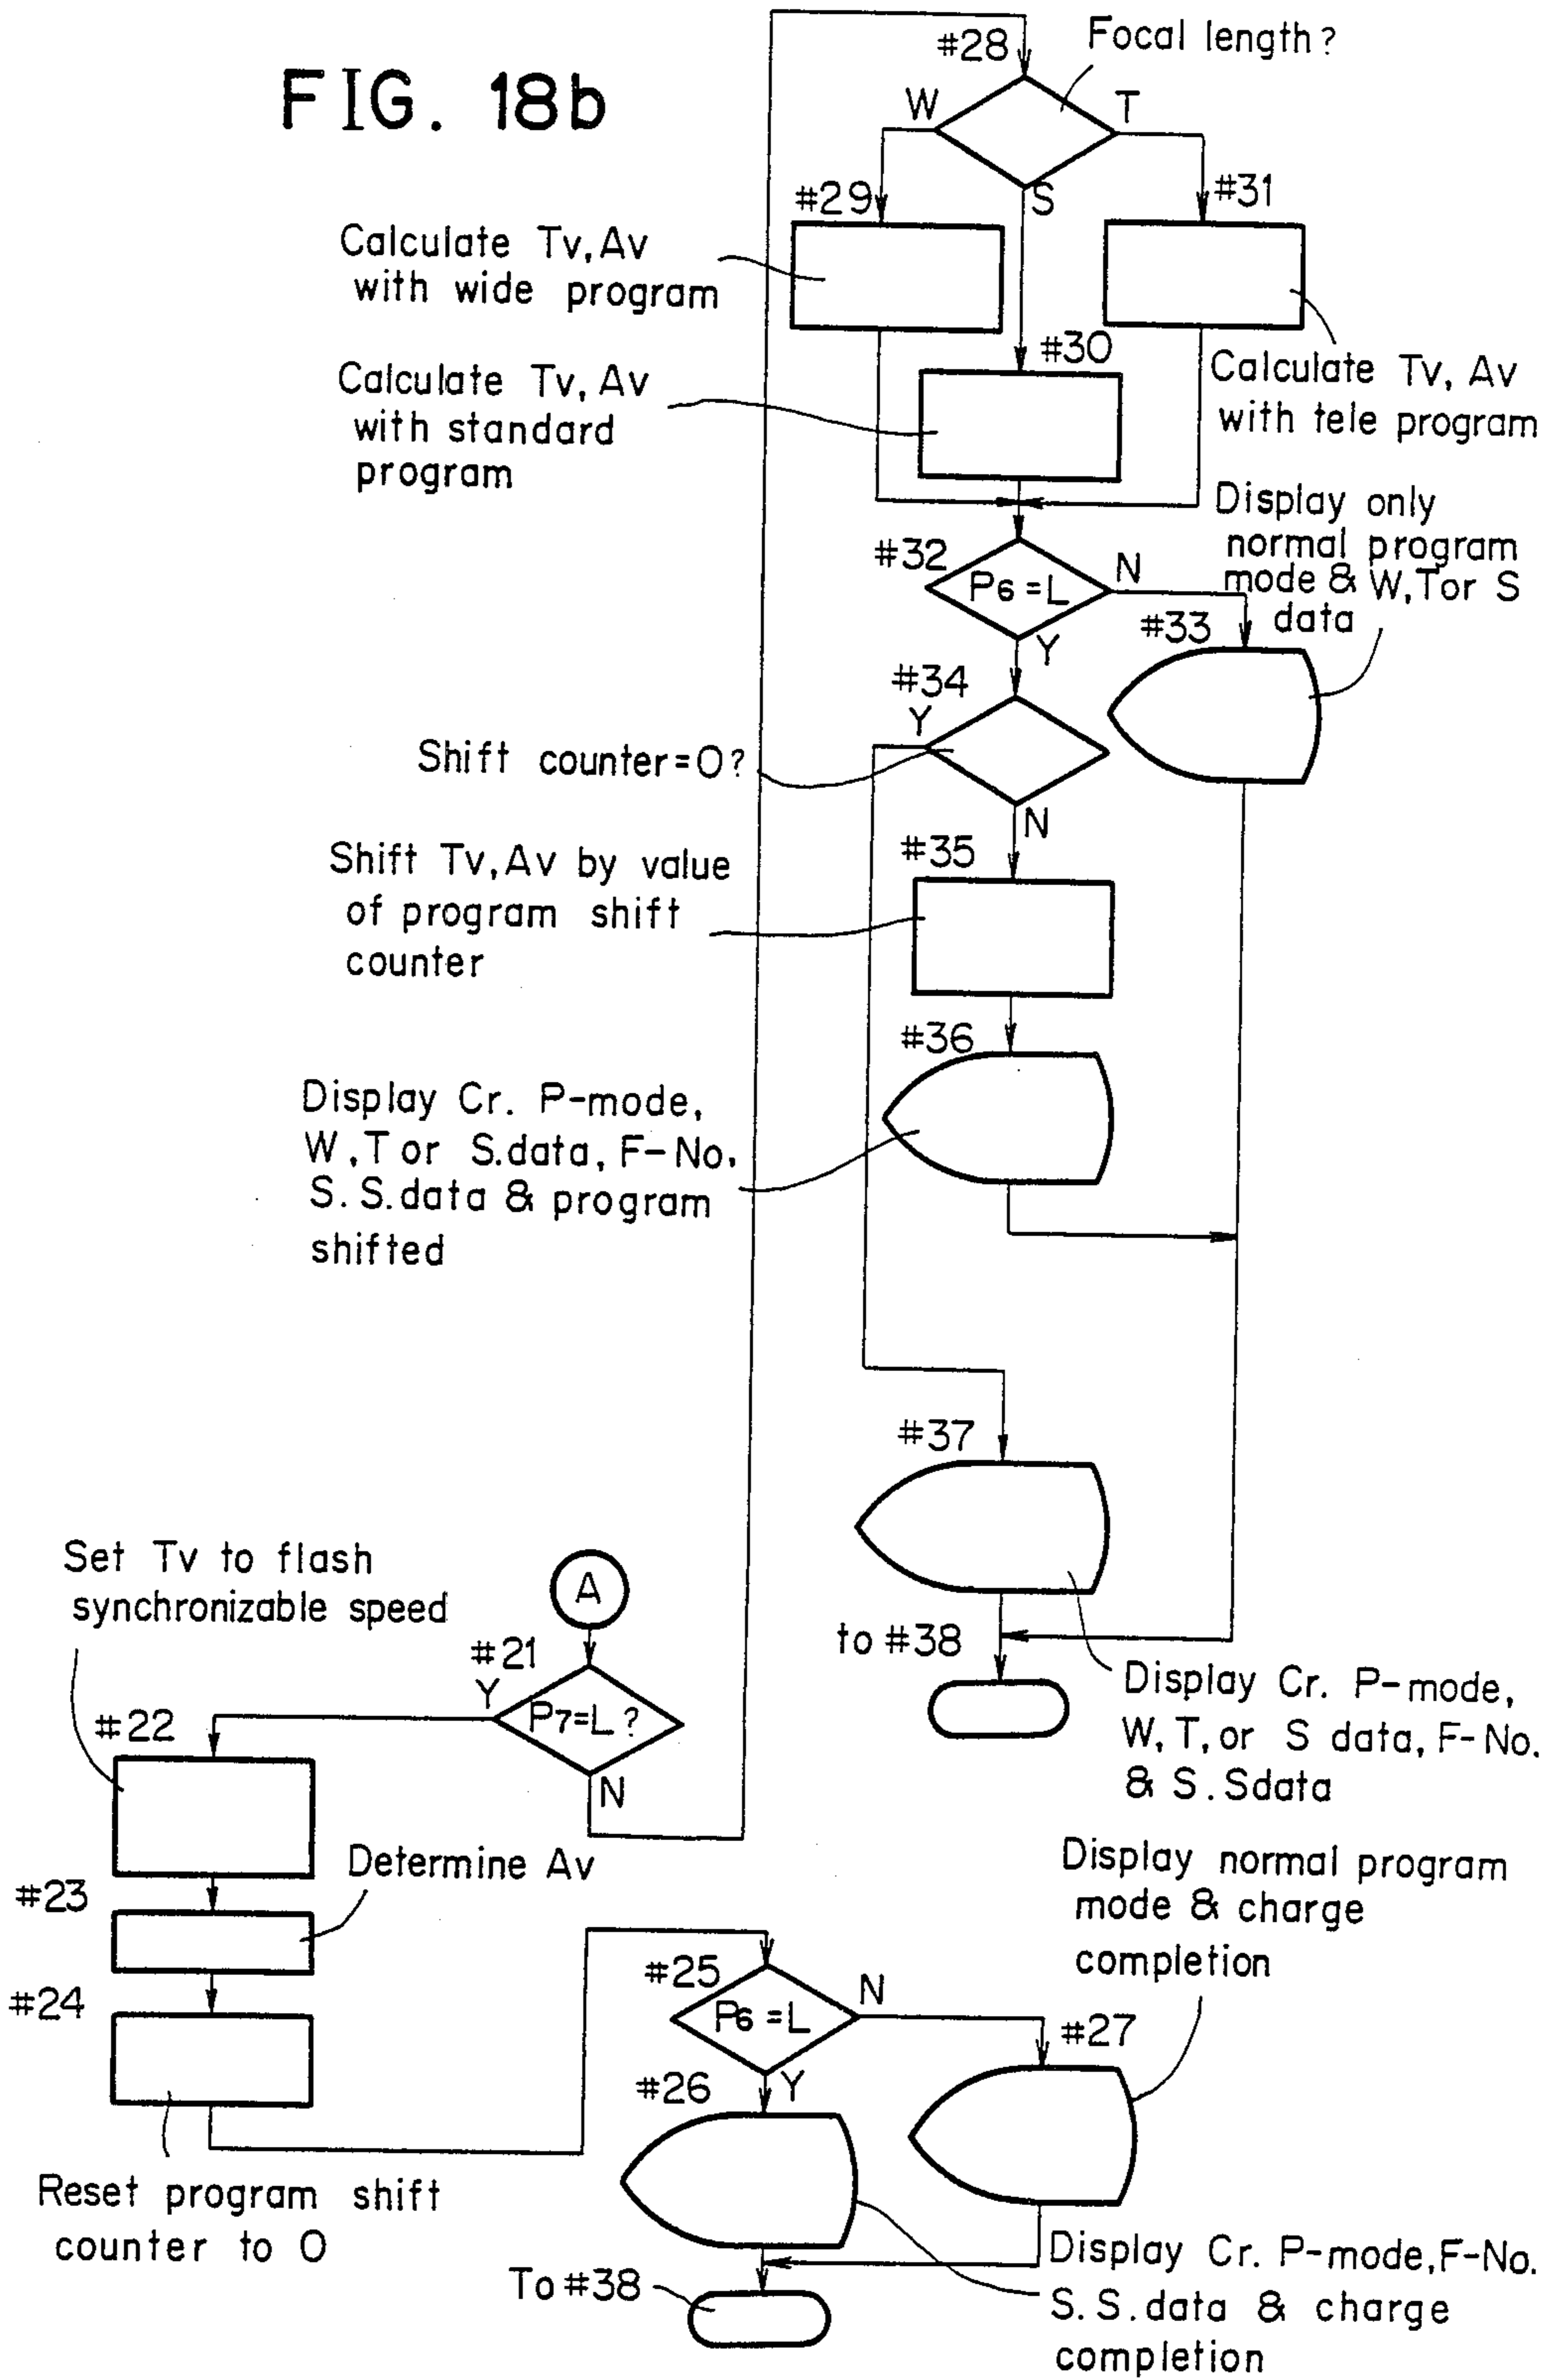 FIG. 18b
#28
Focal length?
W
T
S
#29
#31
Calculate Tv, Av
with wide program
#30
Calculate Tv, Av
with standard
program
Calculate Tv, Av
with tele program
Display only
normal program
mode & W, T or S
data
#32
P6 = L
N
Y
#33
#34
Y
Shift counter=0?
N
#35
Shift Tv, Av by value
of program shift
counter
#36
Display Cr. P-mode,
W, T or S. data, F-No.
S. S. data & program
shifted
#37
to #38
Display Cr. P-mode,
W, T, or S data, F-No.
& S. Sdata
Set Tv to flash
synchronizable speed
A
#21
Y
P7=L?
N
#22
Determine Av
#23
#24
Reset program shift
counter to 0
#25
P6 = L
N
Y
#26
#27
Display normal program
mode & charge
completion
Display Cr. P-mode, F-No.
S. S. data & charge
completion
To #38